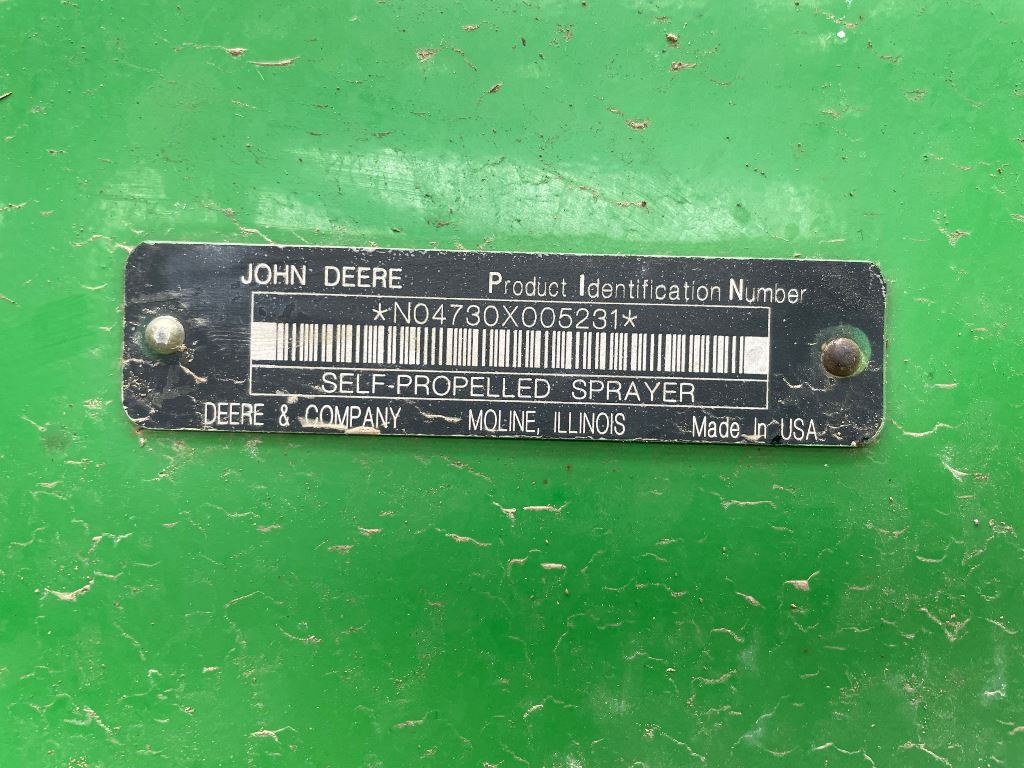 JOHN DEERE Product Identification Number
*N04730X005231*
SELF-PROPELLED SPRAYER
DEERE & COMPANY MOLINE, ILLINOIS Made In USA